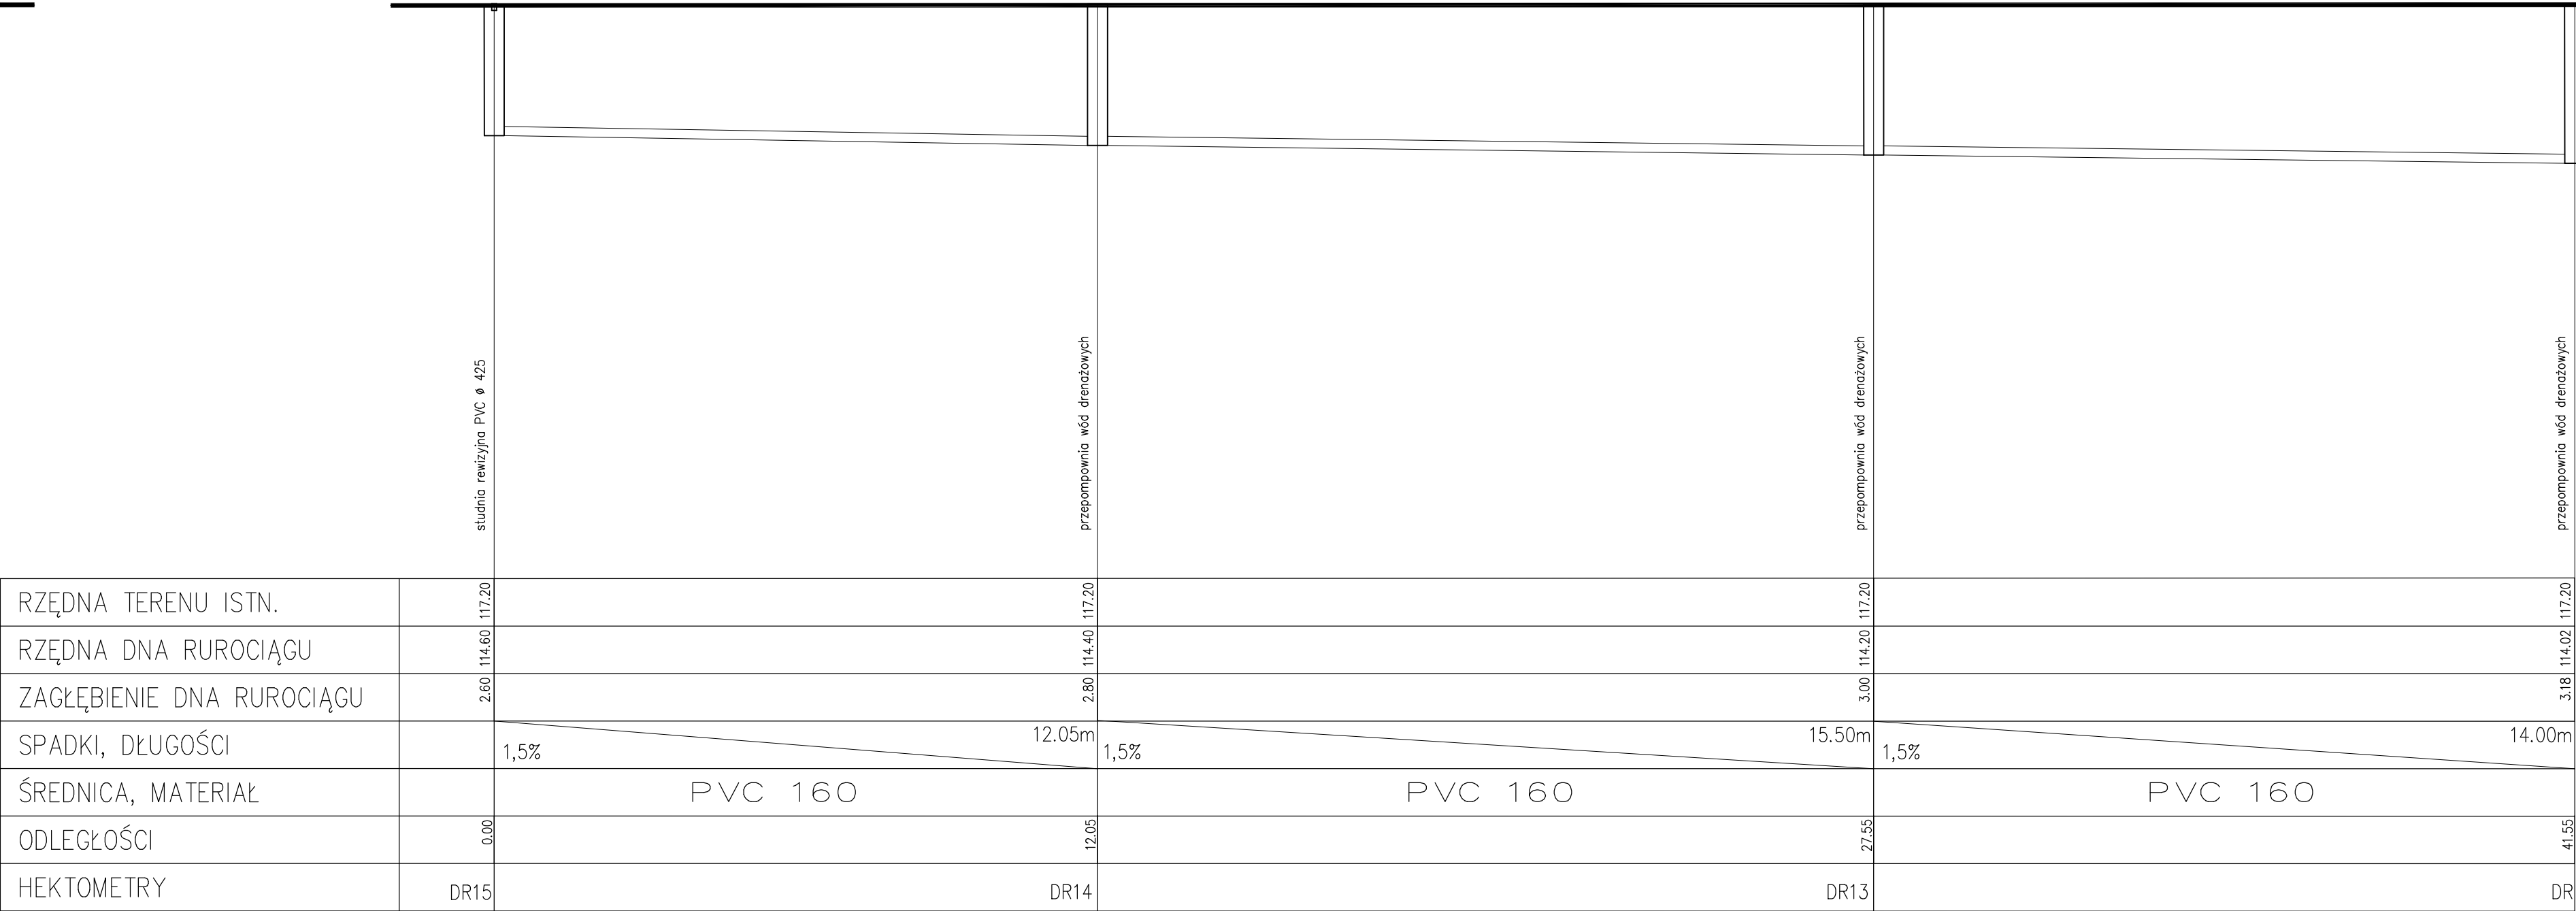 studnia rewizyjna PVC ø 425
przepompownia wód drenażowych
przepompownia wód drenażowych
przepompownia wód drenażowych
RZĘDNA TERENU ISTN. 117.20 117.20 117.20 117.20
RZĘDNA DNA RUROCIĄGU 114.60 114.40 114.20 114.02
ZAGŁĘBIENIE DNA RUROCIĄGU 2.60 2.80 3.00 3.18
SPADKI, DŁUGOŚCI 1,5% 12.05m 1,5% 15.50m 1,5% 14.00m
ŚREDNICA, MATERIAŁ PVC 160 PVC 160 PVC 160
ODLEGŁOŚCI 0.00 12.05 27.55 41.55
HEKTOMETRY DR15 DR14 DR13 DR